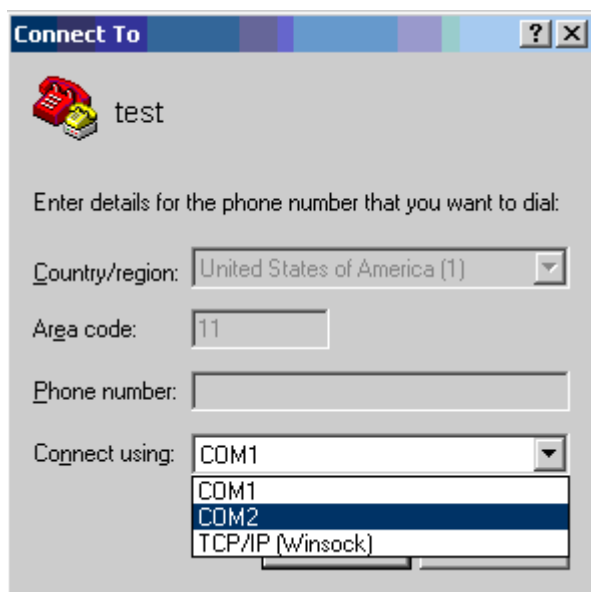 Connect To
test
Enter details for the phone number that you want to dial:
Country/region: United States of America (1)
Area code: 11
Phone number:
Connect using: COM1
COM1
COM2
TCP/IP (Winsock)